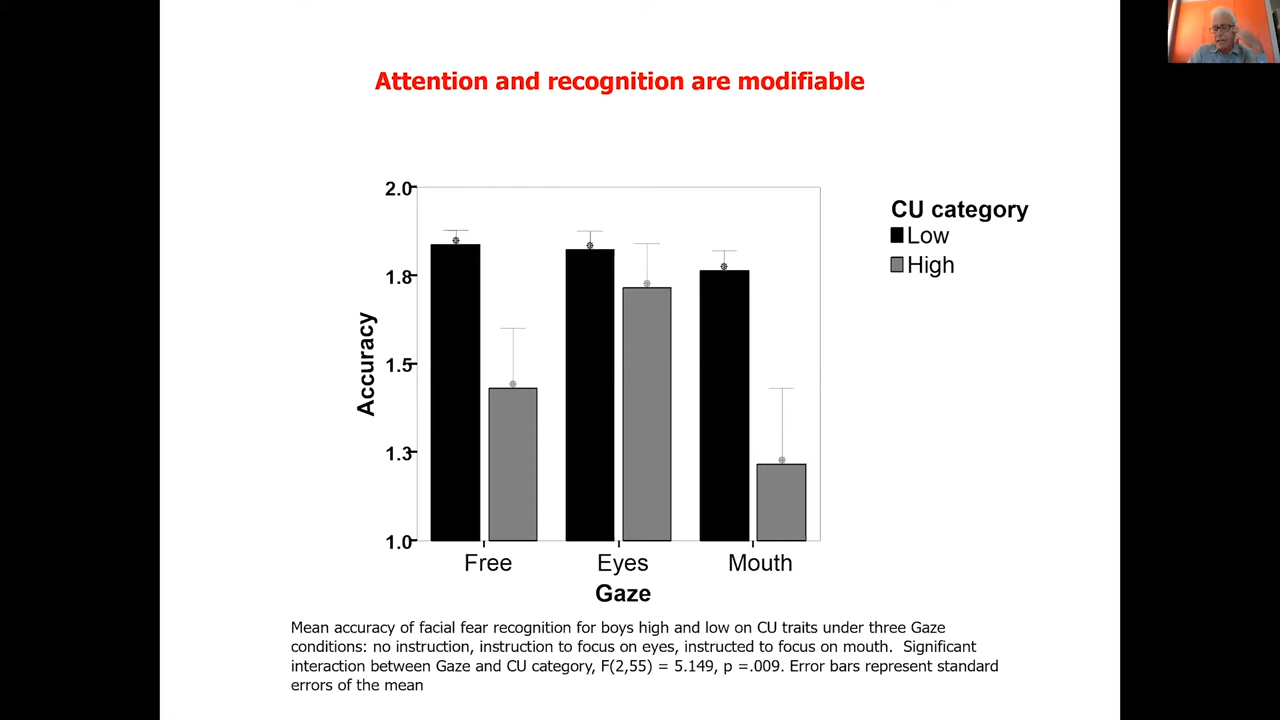 Attention and recognition are modifiable
2.0
1.8
1.5
1.3
1.0
Accuracy
CU category
Low
High
Free
Eyes
Mouth
Gaze
Mean accuracy of facial fear recognition for boys high and low on CU traits under three Gaze
conditions: no instruction, instruction to focus on eyes, instructed to focus on mouth. Significant
interaction between Gaze and CU category, F(2,55) = 5.149, p =.009. Error bars represent standard
errors of the mean